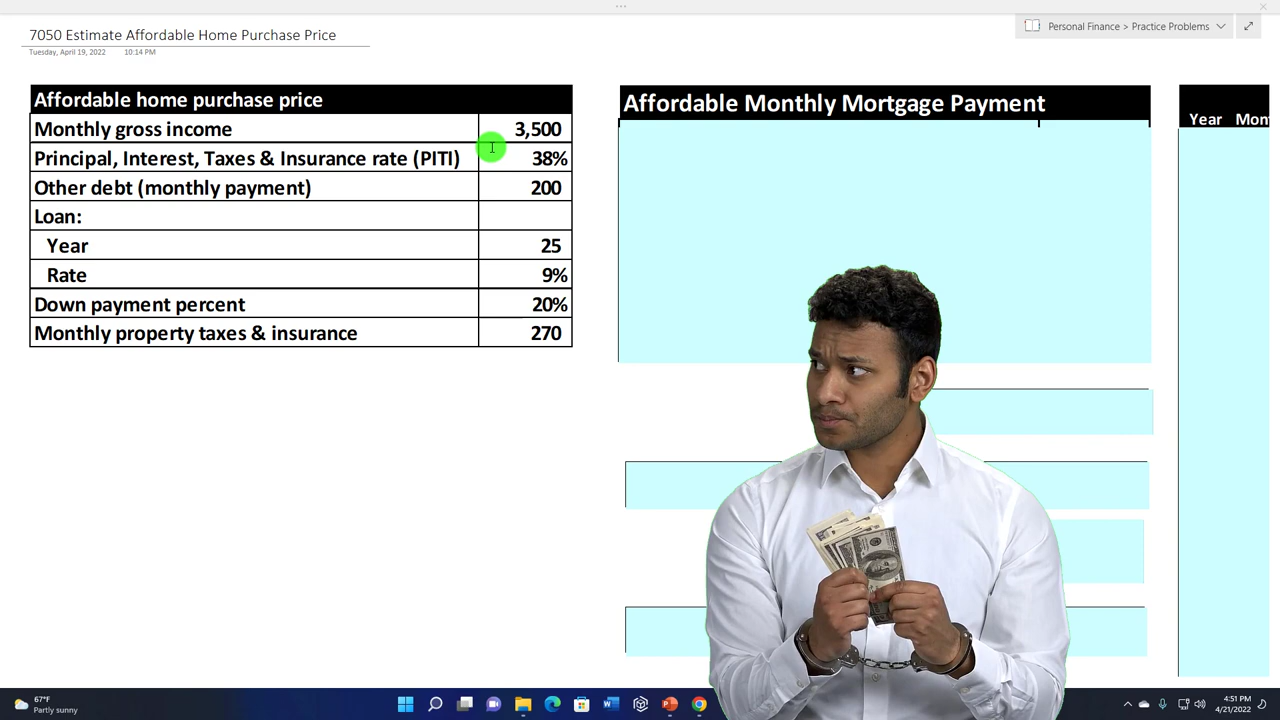 7050 Estimate Affordable Home Purchase Price
Tuesday, April 19, 2022 10:14 PM
Personal Finance > Practice Problems
Affordable home purchase price
Monthly gross income 3,500
Principal, Interest, Taxes & Insurance rate (PITI) 38%
Other debt (monthly payment) 200
Loan:
Year 25
Rate 9%
Down payment percent 20%
Monthly property taxes & insurance 270
Affordable Monthly Mortgage Payment
Year Mon
67°F
Partly sunny
4:51 PM
4/21/2022